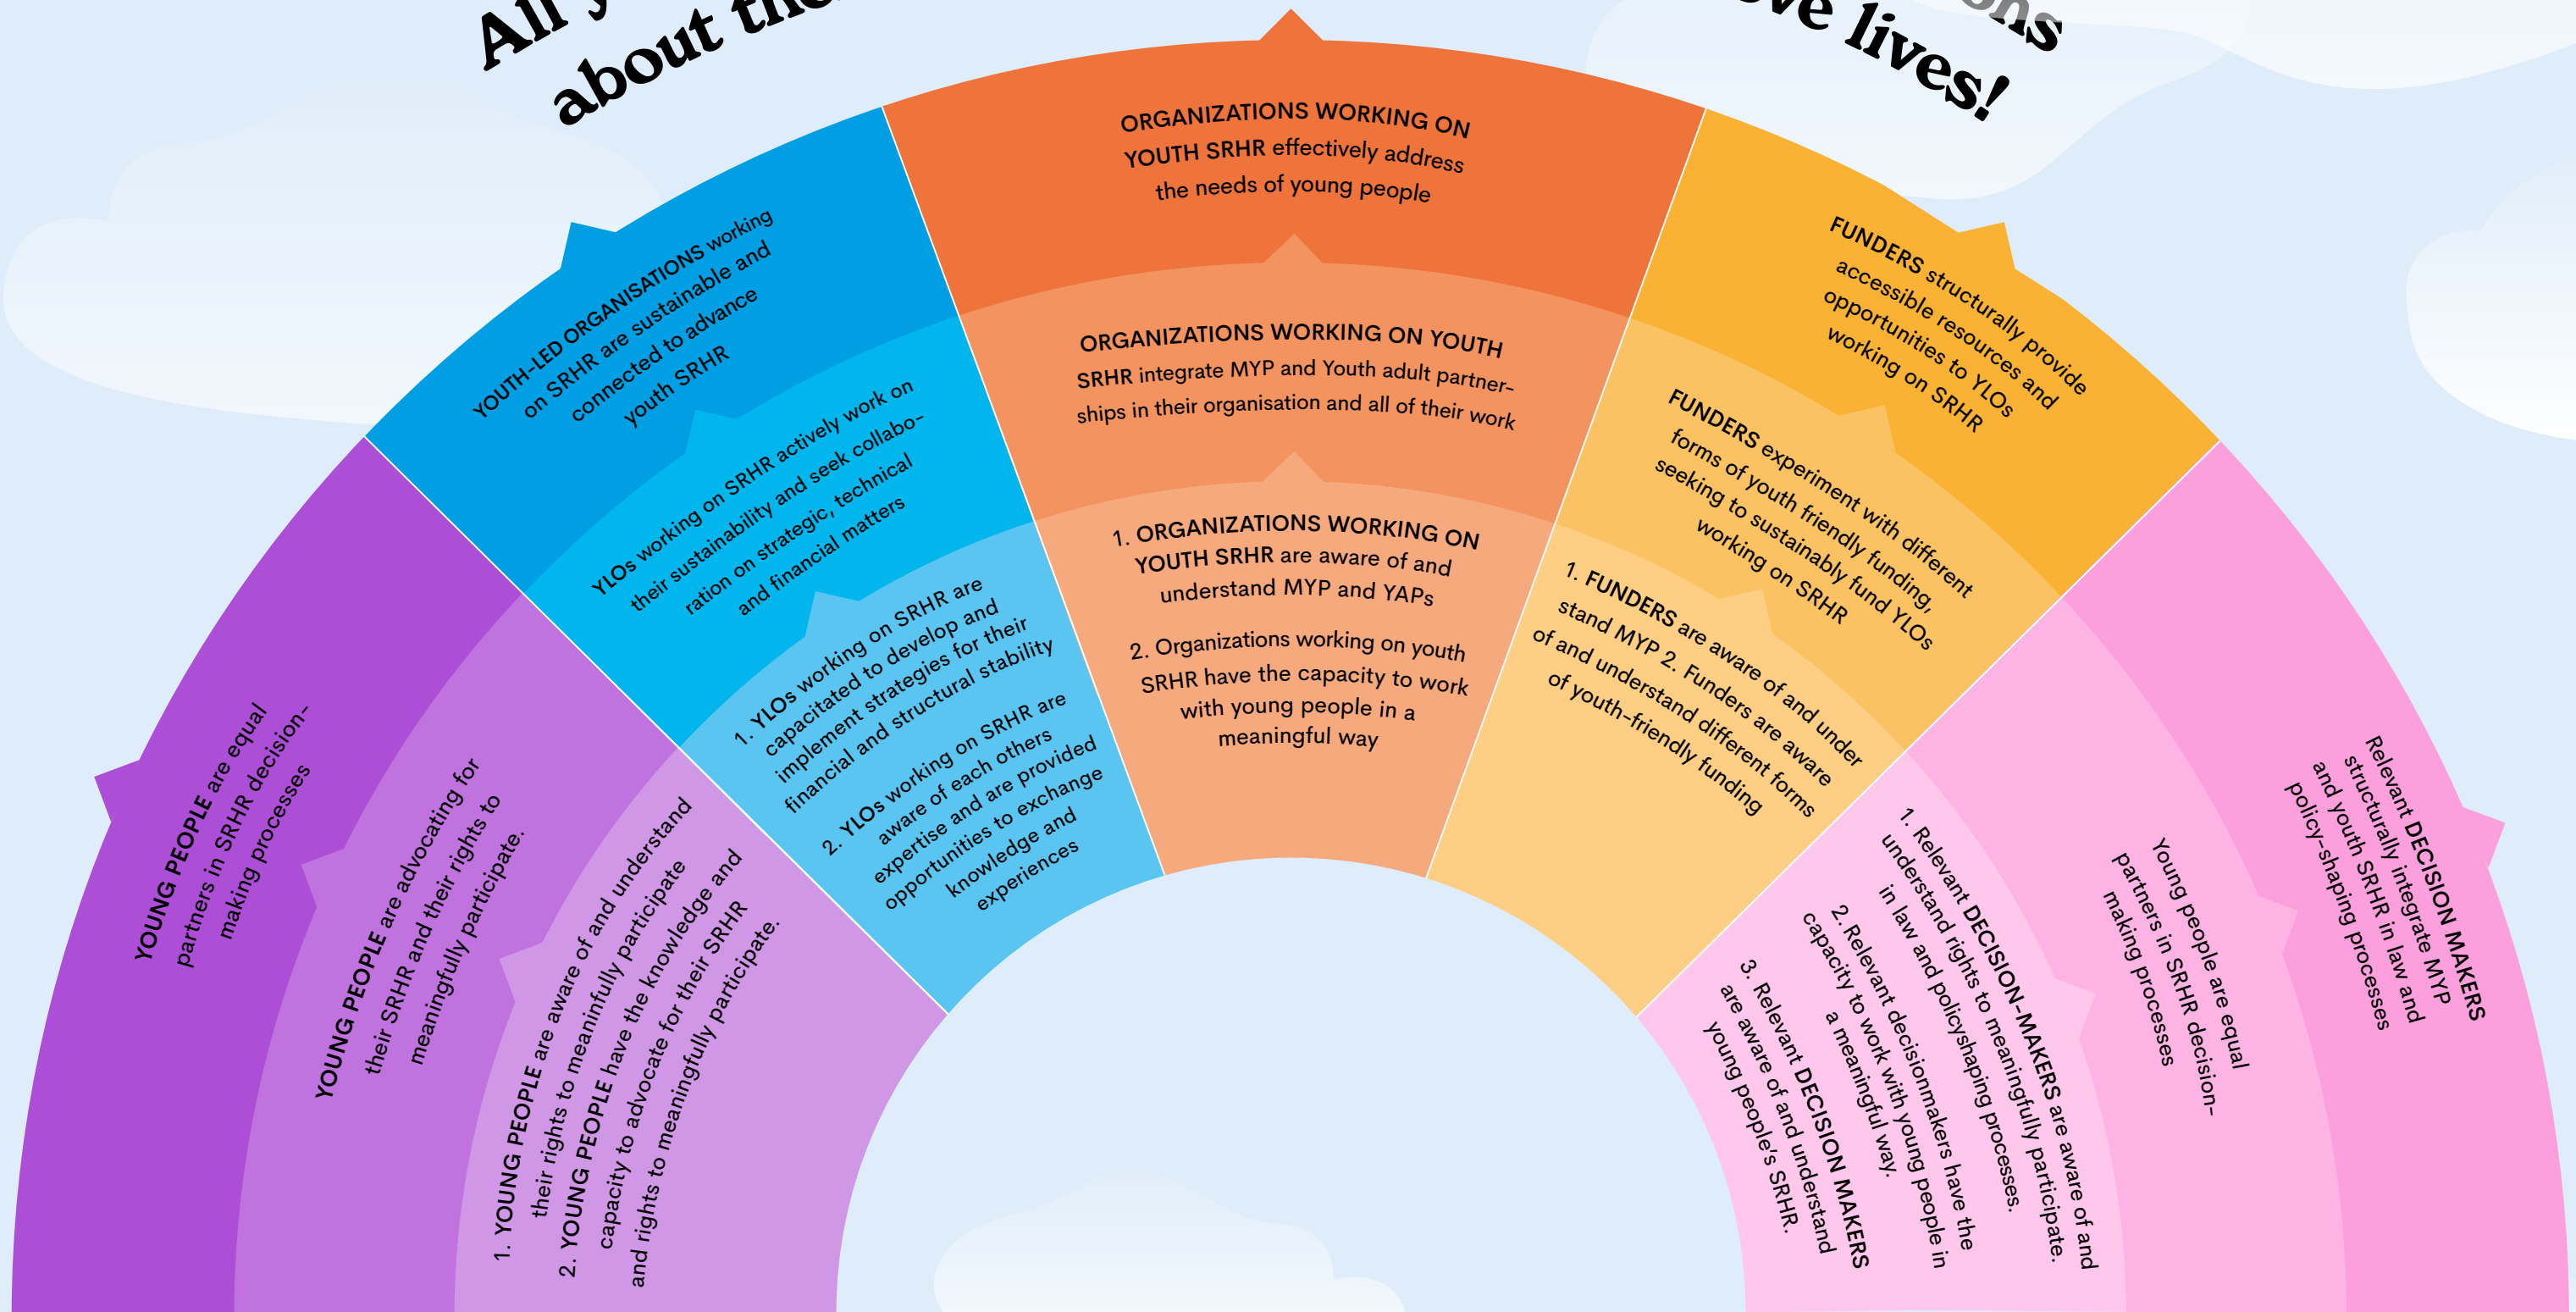 All
about
ons
ve lives!
YOUNG PEOPLE are equal
partners in SRHR decision-
making processes
YOUNG PEOPLE are advocating for
their SRHR and their rights to
meaningfully participate.
1. YOUNG PEOPLE are aware of and understand
their rights to meaninfully participate
2. YOUNG PEOPLE have the knowledge and
capacity to advocate for their SRHR
and rights to meaningfully participate.
YOUTH-LED ORGANISATIONS working
on SRHR are sustainable and
connected to advance
youth SRHR
YLOs working on SRHR actively work on
their sustainability and seek collabo-
ration on strategic, technical
and financial matters
1. YLOs working on SRHR are
capacitated to develop and
implement strategies for their
financial and structural stability
2. YLOs working on SRHR are
aware of each others
expertise and are provided
opportunities to exchange
knowledge and
experiences
ORGANIZATIONS WORKING ON
YOUTH SRHR effectively address
the needs of young people
ORGANIZATIONS WORKING ON YOUTH
SRHR integrate MYP and Youth adult partner-
ships in their organisation and all of their work
1. ORGANIZATIONS WORKING ON
YOUTH SRHR are aware of and
understand MYP and YAPs
2. Organizations working on youth
SRHR have the capacity to work
with young people in a
meaningful way
FUNDERS structurally provide
accessible resources and
opportunities to YLOs
working on SRHR
FUNDERS experiment with different
forms of youth friendly funding,
seeking to sustainably fund YLOs
working on SRHR
1. FUNDERS are aware of and under
stand MYP 2. Funders are aware
of and understand different forms
of youth-friendly funding
Relevant DECISION MAKERS
structurally integrate MYP
and youth SRHR in law and
policy-shaping processes
Young people are equal
partners in SRHR decision-
making processes
1. Relevant DECISION-MAKERS are aware of and
understand rights to meaningfully participate.
in law and policyshaping processes.
2. Relevant decisionmakers have the
capacity to work with young people in
a meaningful way.
3. Relevant DECISION MAKERS
are aware of and understand
young people's SRHR.